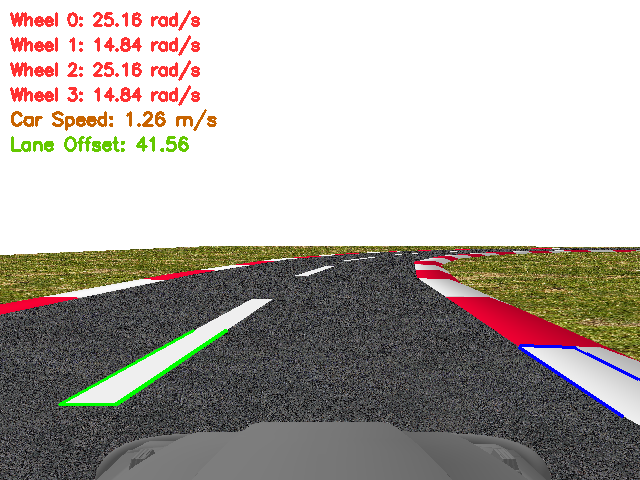 Wheel 0: 25.16 rad/s
Wheel 1: 14.84 rad/s
Wheel 2: 25.16 rad/s
Wheel 3: 14.84 rad/s
Car Speed: 1.26 m/s
Lane Offset: 41.56